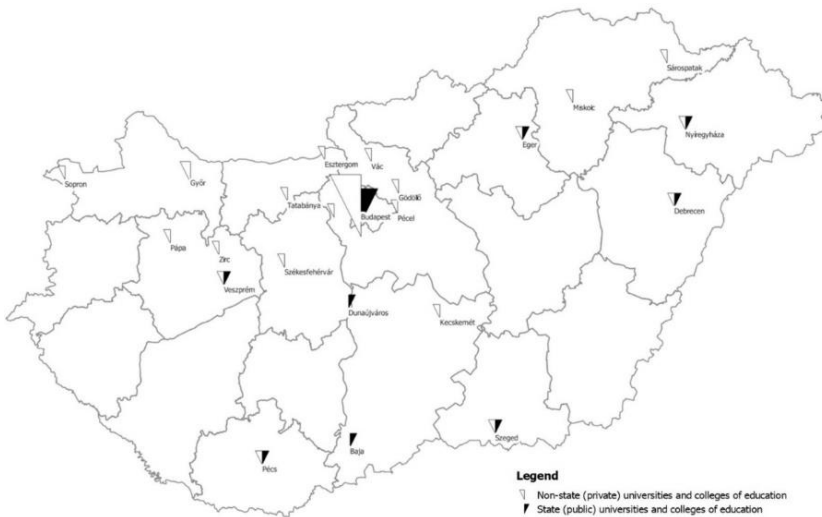 Sárospatak
Miskolc
Nyíregyháza
Eger
Esztergom
Vác
Sopron
Győr
Gödöllő
Tatabánya
Budapest
Pécel
Debrecen
Pápa
Zirc
Székesfehérvár
Veszprém
Dunaújváros
Kecskemét
Szeged
Baja
Pécs
Legend
Non-state (private) universities and colleges of education
State (public) universities and colleges of education